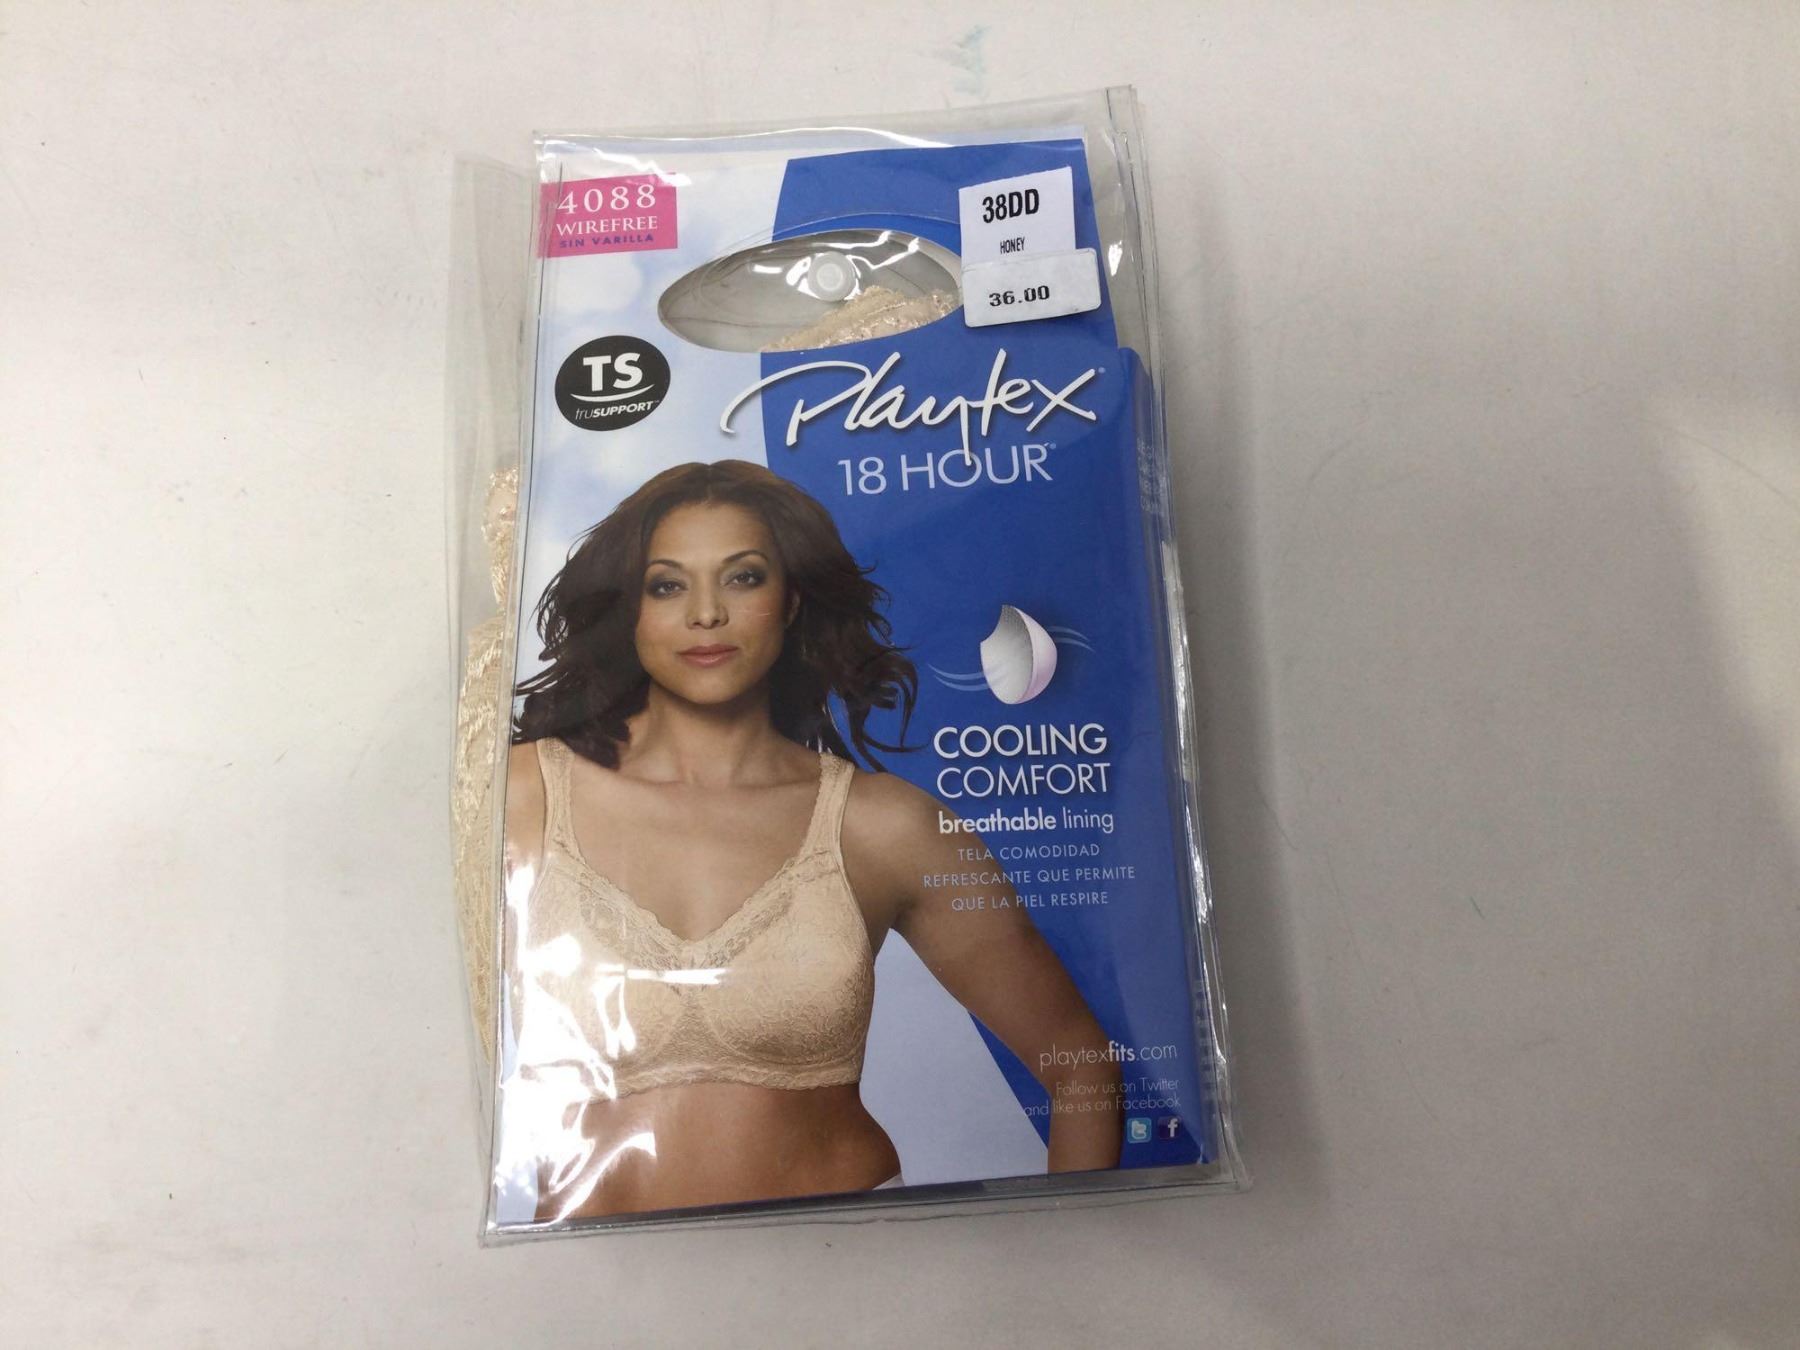 4088
WIREFREE
SIN VARILLA
38DD
HONEY
36.00
TS
truSUPPORT™
Playtex®
18 HOUR®
COOLING
COMFORT
breathable lining
TELA COMODIDAD
REFRESCANTE QUE PERMITE
QUE LA PIEL RESPIRE
playtexfits.com
Follow us on Twitter
and like us on Facebook
t f